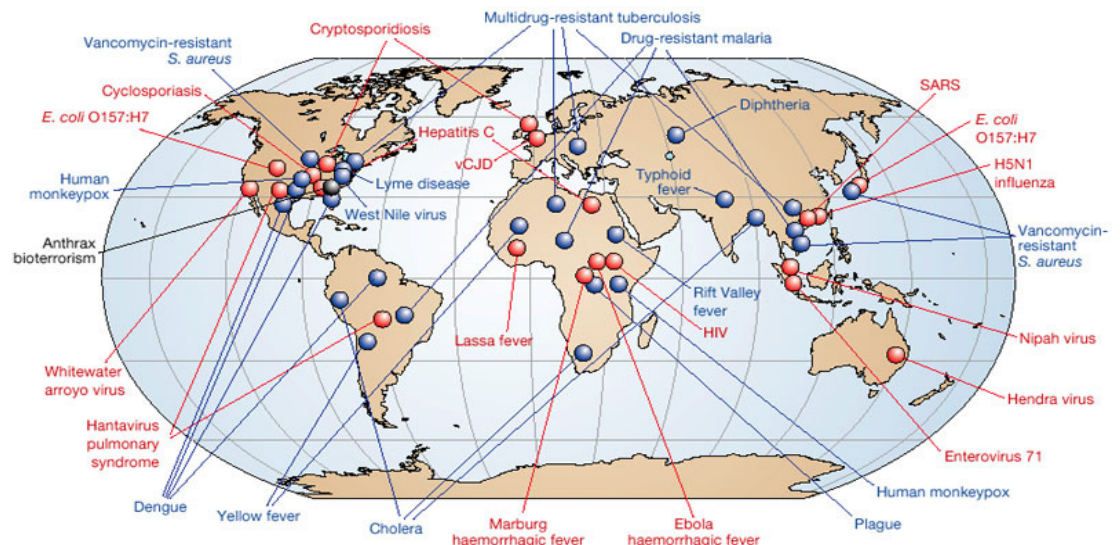 Multidrug-resistant tuberculosis
Cryptosporidiosis
Drug-resistant malaria
Vancomycin-resistant
S. aureus
SARS
Cyclosporiasis
E. coli O157:H7
E. coli
O157:H7
Diphtheria
Hepatitis C
vCJD
H5N1
influenza
Human
monkeypox
Lyme disease
Typhoid
fever
West Nile virus
Anthrax
bioterrorism
Vancomycin-
resistant
S. aureus
Rift Valley
fever
HIV
Lassa fever
Nipah virus
Whitewater
arroyo virus
Hendra virus
Hantavirus
pulmonary
syndrome
Enterovirus 71
Dengue
Yellow fever
Cholera
Marburg
haemorrhagic fever
Ebola
haemorrhagic fever
Human monkeypox
Plague